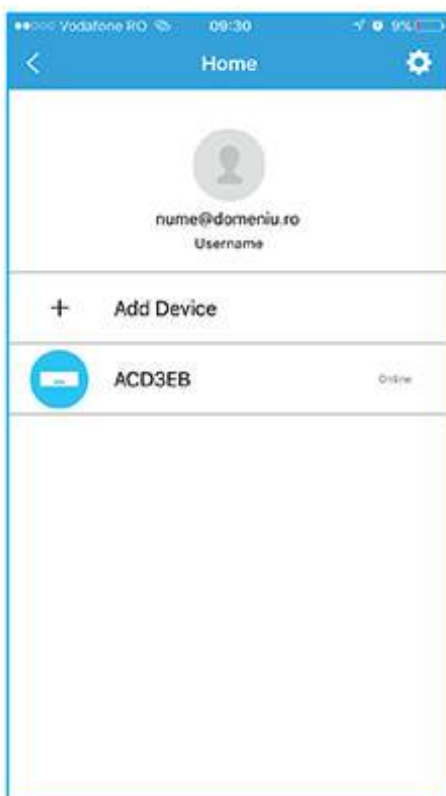 Vodafone RO 09:30 9%
Home
nume@domeniu.ro
Username
+ Add Device
ACD3EB Online